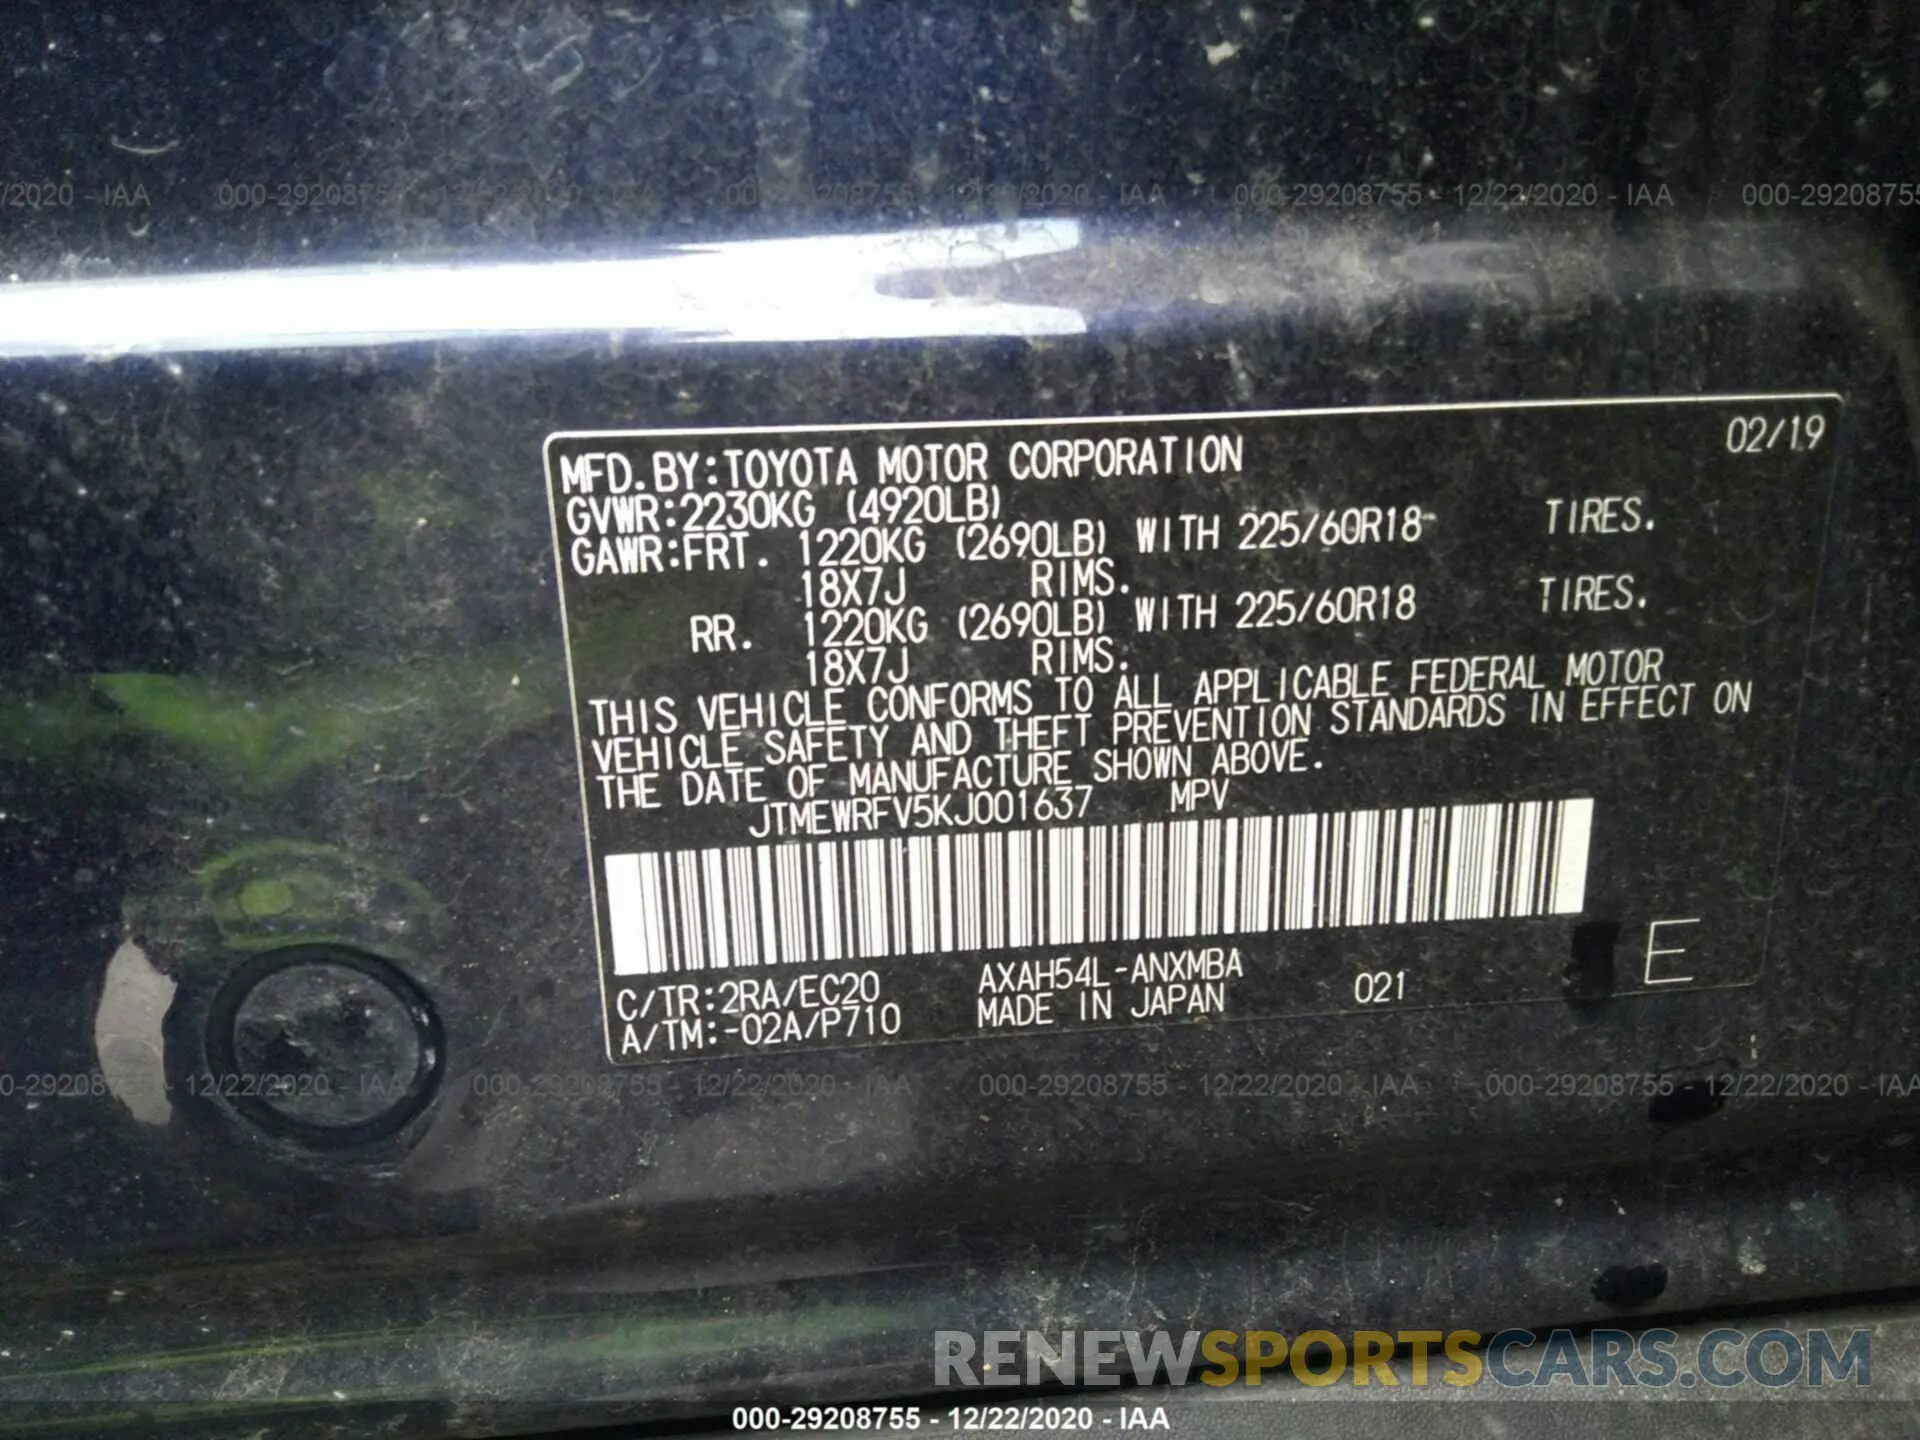 /2020 - IAA 000-29208755 - 12/22/2020 - IAA 000-29208755 - 12/22/2020 - IAA 000-29208755 - 12/22/2020 - IAA 000-29208755
02/19
MFD.BY:TOYOTA MOTOR CORPORATION
GVWR:2230KG (4920LB)
GAWR:FRT. 1220KG (2690LB) WITH 225/60R18 TIRES.
18X7J RIMS.
RR. 1220KG (2690LB) WITH 225/60R18 TIRES.
18X7J RIMS.
THIS VEHICLE CONFORMS TO ALL APPLICABLE FEDERAL MOTOR
VEHICLE SAFETY AND THEFT PREVENTION STANDARDS IN EFFECT ON
THE DATE OF MANUFACTURE SHOWN ABOVE.
JTMEWRFV5KJ001637 MPV
E
C/TR:2RA/EC20 AXAH54L-ANXMBA
A/TM:-02A/P710 MADE IN JAPAN 021
0-29208755 - 12/22/2020 - IAA 000-29208755 - 12/22/2020 - IAA 000-29208755 - 12/22/2020 - IAA 000-29208755 - 12/22/2020 - IAA
RENEWSPORTSCARS.COM
000-29208755 - 12/22/2020 - IAA